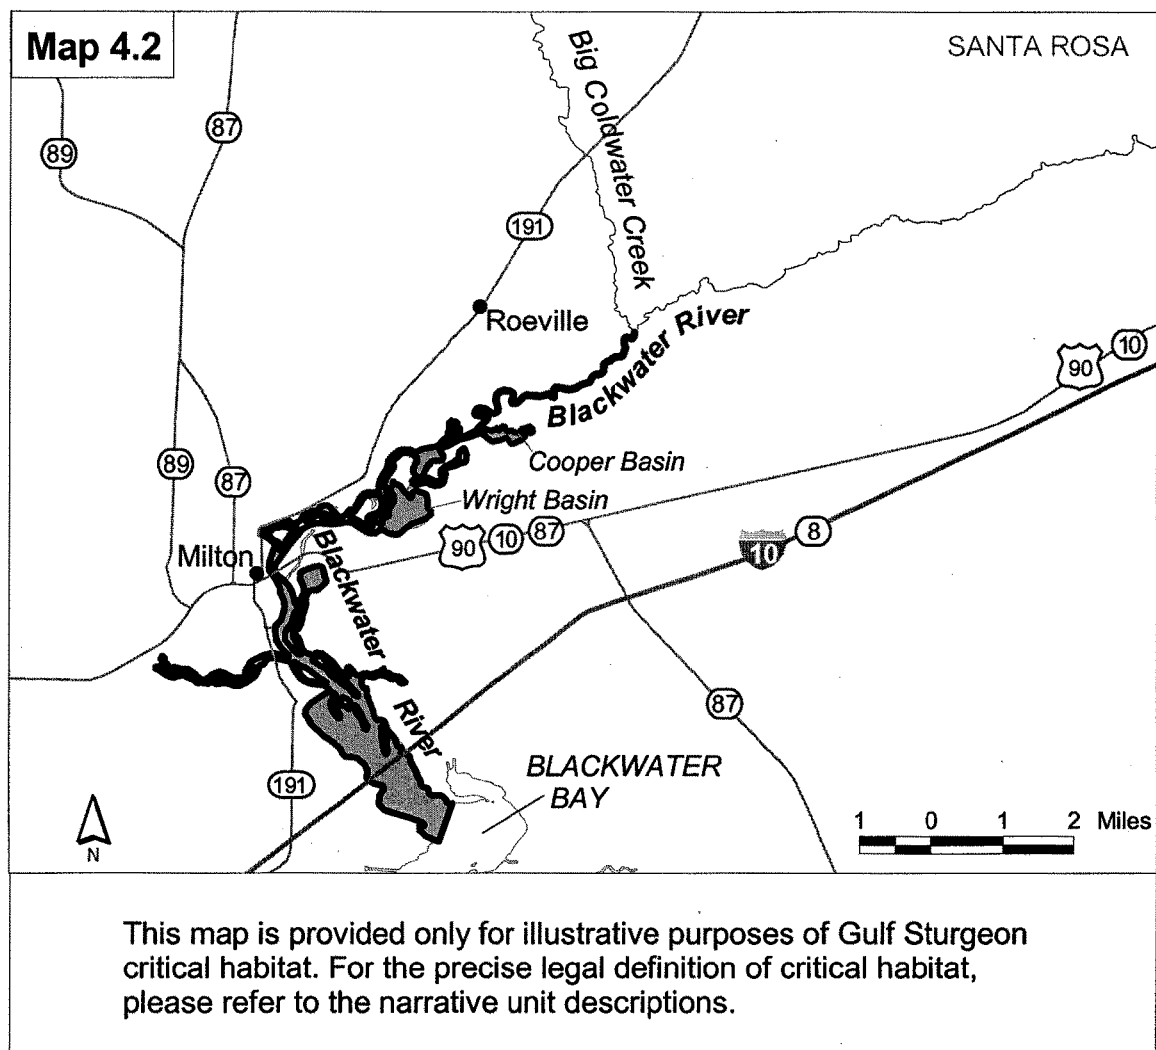 Map 4.2
SANTA ROSA
Big Coldwater Creek
87
89
191
Roeville
Blackwater River
90
10
Cooper Basin
89
87
Wright Basin
90
10
87
10
8
Milton
Blackwater
River
87
191
BLACKWATER
BAY
N
1 0 1 2 Miles
This map is provided only for illustrative purposes of Gulf Sturgeon
critical habitat. For the precise legal definition of critical habitat,
please refer to the narrative unit descriptions.